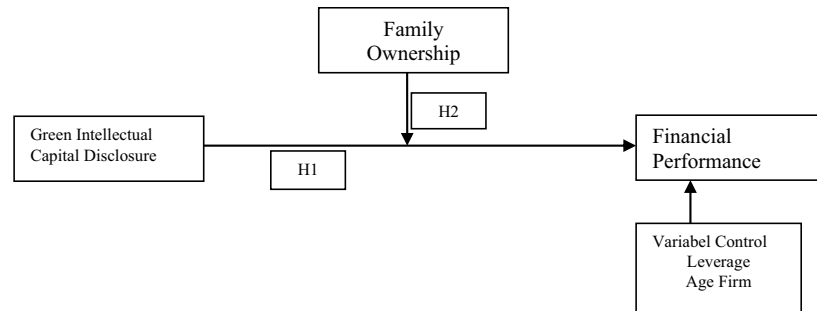 Family
Ownership
H2
Green Intellectual
Capital Disclosure
H1
Financial
Performance
Variabel Control
Leverage
Age Firm